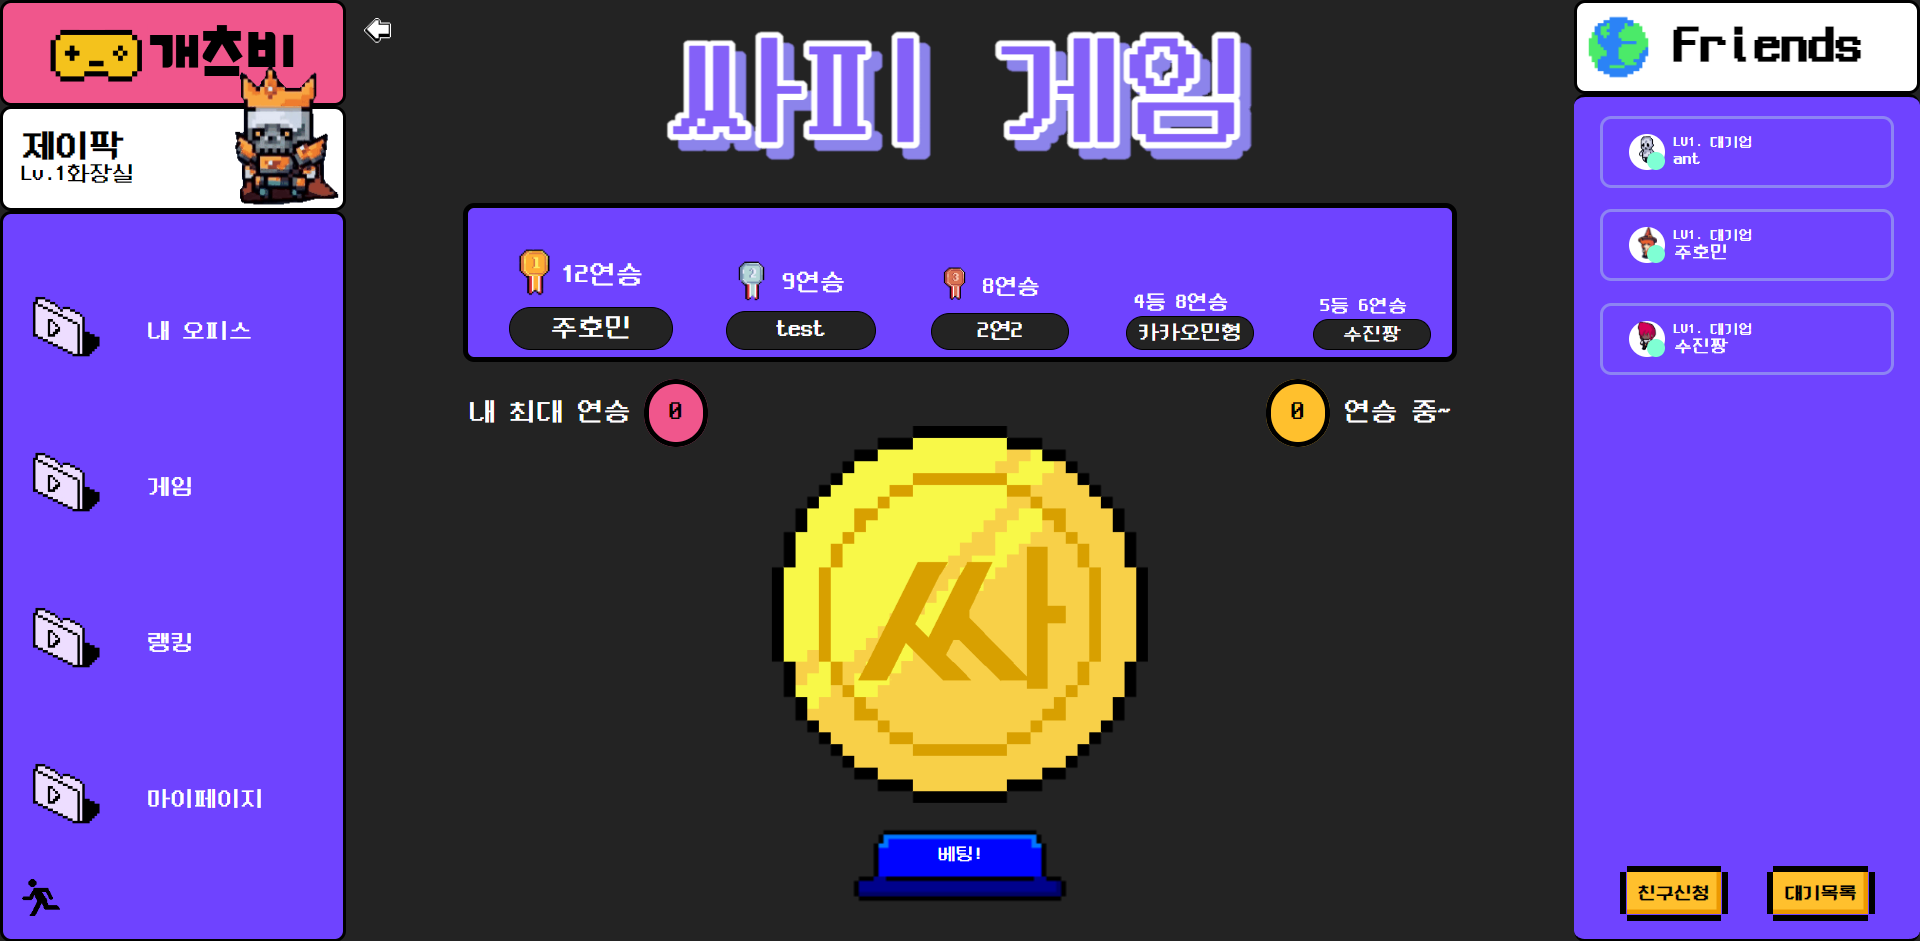 개츠비
제이팍
Lv.1화장실
내 오피스
게임
랭킹
마이페이지
싸피 게임
1 12연승
주호민
2 9연승
test
3 8연승
2연2
4등 8연승
카카오민형
5등 6연승
수진짱
내 최대 연승 0
0 연승 중~
싸
베팅!
Friends
LV1. 대기업
ant
LV1. 대기업
주호민
LV1. 대기업
수진짱
친구신청
대기목록